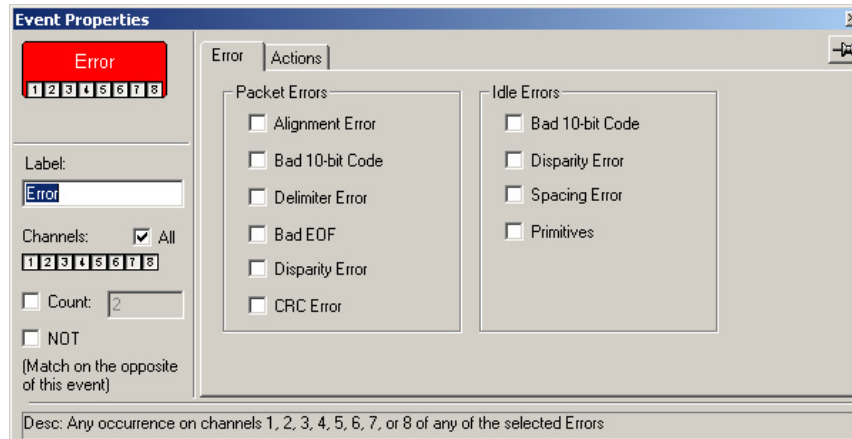 Event Properties
Error
1 2 3 4 5 6 7 8
Label:
Error
Channels: All
1 2 3 4 5 6 7 8
Count: 2
NOT
(Match on the opposite
of this event)
Error Actions
Packet Errors
Alignment Error
Bad 10-bit Code
Delimiter Error
Bad EOF
Disparity Error
CRC Error
Idle Errors
Bad 10-bit Code
Disparity Error
Spacing Error
Primitives
Desc: Any occurrence on channels 1, 2, 3, 4, 5, 6, 7, or 8 of any of the selected Errors